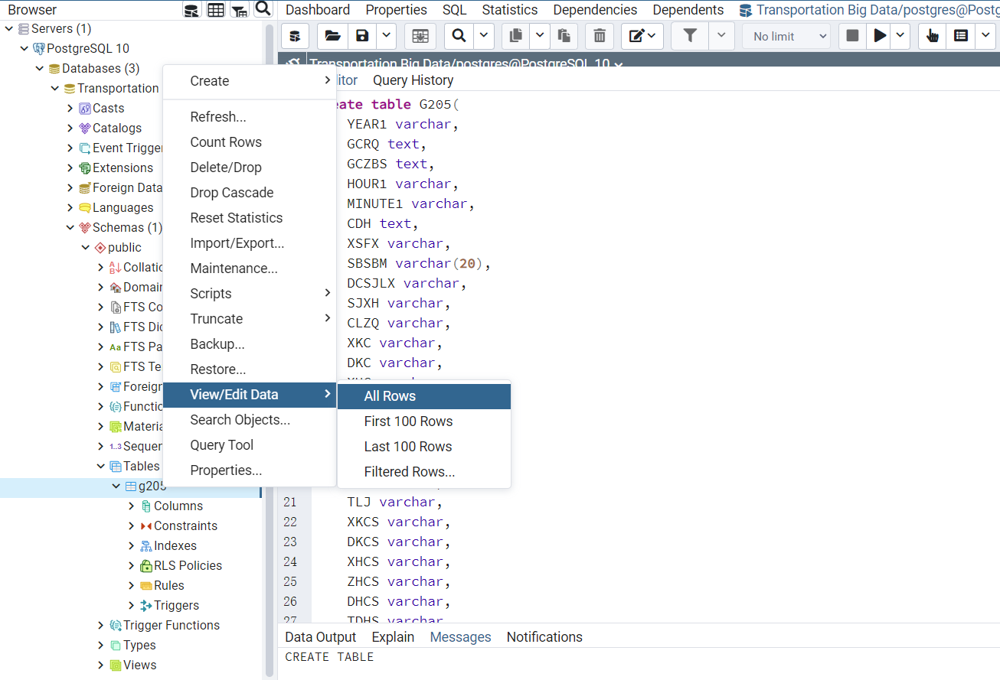 Browser
Dashboard Properties SQL Statistics Dependencies Dependents Transportation Big Data/postgres@Postg
Servers (1)
PostgreSQL 10
Databases (3)
Transportation
Casts
Catalogs
Event Trigger
Extensions
Foreign Data
Languages
Schemas (1)
public
Collatio
Domain
FTS Co
FTS Dic
FTS Pa
FTS Te
Foreign
Functio
Materia
1..3 Sequen
Tables
g205
Columns
Constraints
Indexes
RLS Policies
Rules
Triggers
Trigger Functions
Types
Views
Create
Refresh...
Count Rows
Delete/Drop
Drop Cascade
Reset Statistics
Import/Export...
Maintenance...
Scripts
Truncate
Backup...
Restore...
View/Edit Data
Search Objects...
Query Tool
Properties...
All Rows
First 100 Rows
Last 100 Rows
Filtered Rows...
No limit
Transportation Big Data/postgres@PostgreSQL 10
itor Query History
eate table G205(
YEAR1 varchar,
GCRQ text,
GCZBS text,
HOUR1 varchar,
MINUTE1 varchar,
CDH text,
XSFX varchar,
SBSBM varchar(20),
DCSJLX varchar,
SJXH varchar,
CLZQ varchar,
XKC varchar,
DKC varchar,
21 TLJ varchar,
22 XKCS varchar,
23 DKCS varchar,
24 XHCS varchar,
25 ZHCS varchar,
26 DHCS varchar,
27 TDHS varchar
Data Output Explain Messages Notifications
CREATE TABLE